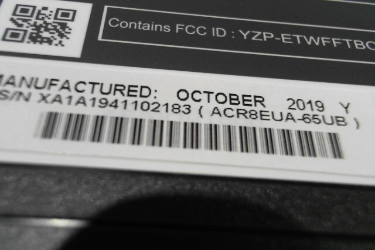 Contains FCC ID : YZP-ETWFFTBC
MANUFACTURED: OCTOBER 2019 Y
S/N XA1A1941102183 ( ACR8EUA-65UB )